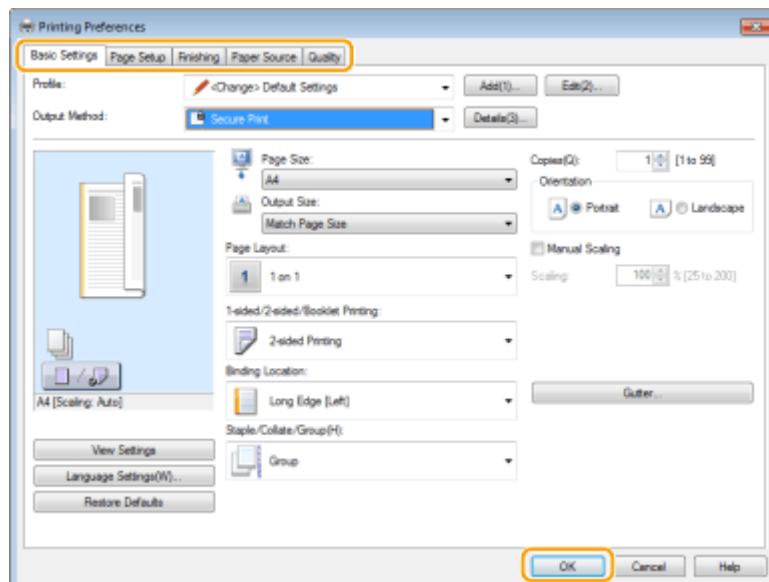 Printing Preferences
Basic Settings Page Setup Finishing Paper Source Quality
Profile: <Change> Default Settings Add(1)... Edit(2)...
Output Method: Secure Print Details(3)...
Page Size:
A4
Output Size:
Match Page Size
Page Layout:
1 1 on 1
1-sided/2-sided/Booklet Printing:
2-sided Printing
Binding Location:
Long Edge [Left]
Staple/Collate/Group(H):
Group
Copies(Q): 1 [1 to 99]
Orientation
A Portrait A Landscape
Manual Scaling
Scaling: 100 % [25 to 200]
Gutter...
A4 [Scaling: Auto]
View Settings
Language Settings(W)...
Restore Defaults
OK Cancel Help